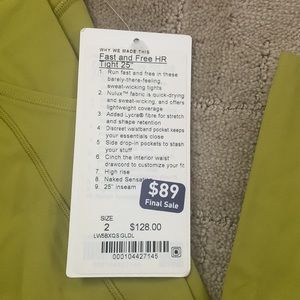 WHY WE MADE THIS
Fast and Free HR
Tight 25"
1. Run fast and free in these
barely-there-feeling,
sweat-wicking tights
2. Nulux™ fabric is quick-drying
and sweat-wicking, and offers
lightweight coverage
3. Added Lycra® fibre for stretch
and shape retention
4. Discreet waistband pocket keeps
your essentials close
5. Side drop-in pockets to stash
your stuff
6. Cinch the interior waist
drawcord to customize your fit
7. High rise
8. Naked Sensation
9. 25" inseam
$89
Final Sale
SIZE
2 $128.00
LW5BXQS GLDL
000104427145